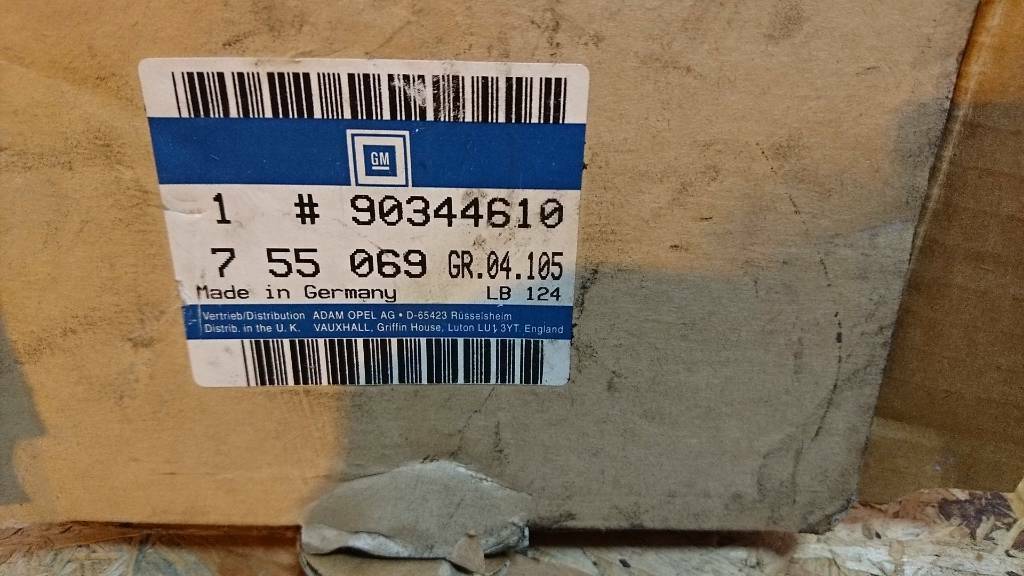 GM
1 # 90344610
7 55 069 GR.04.105
Made in Germany LB 124
Vertrieb/Distribution ADAM OPEL AG • D-65423 Rüsselsheim
Distrib. in the U. K. VAUXHALL, Griffin House, Luton LU1 3YT. England